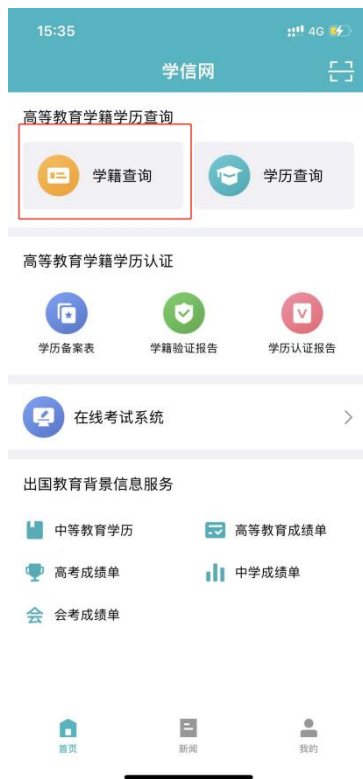 15:35
4G
学信网
高等教育学籍学历查询
学籍查询
学历查询
高等教育学籍学历认证
学历备案表
学籍验证报告
学历认证报告
在线考试系统
出国教育背景信息服务
中等教育学历
高等教育成绩单
高考成绩单
中学成绩单
会 会考成绩单
首页
新闻
我的